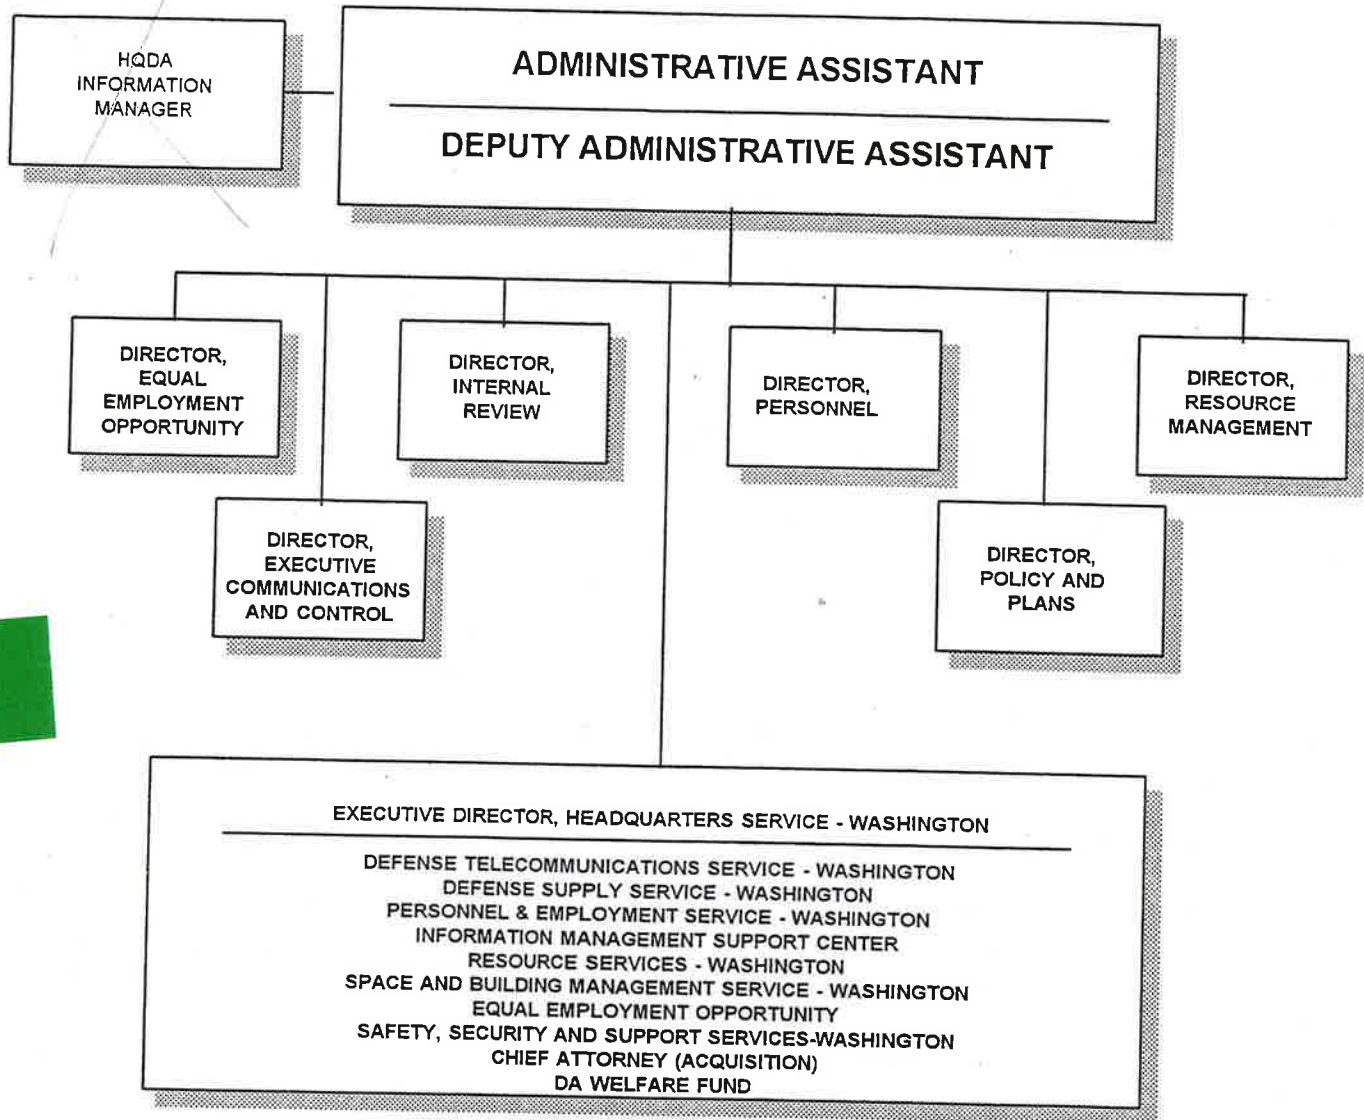 HQDA
INFORMATION
MANAGER
ADMINISTRATIVE ASSISTANT
DEPUTY ADMINISTRATIVE ASSISTANT
DIRECTOR,
EQUAL
EMPLOYMENT
OPPORTUNITY
DIRECTOR,
INTERNAL
REVIEW
DIRECTOR,
PERSONNEL
DIRECTOR,
RESOURCE
MANAGEMENT
DIRECTOR,
EXECUTIVE
COMMUNICATIONS
AND CONTROL
DIRECTOR,
POLICY AND
PLANS
EXECUTIVE DIRECTOR, HEADQUARTERS SERVICE - WASHINGTON
DEFENSE TELECOMMUNICATIONS SERVICE - WASHINGTON
DEFENSE SUPPLY SERVICE - WASHINGTON
PERSONNEL & EMPLOYMENT SERVICE - WASHINGTON
INFORMATION MANAGEMENT SUPPORT CENTER
RESOURCE SERVICES - WASHINGTON
SPACE AND BUILDING MANAGEMENT SERVICE - WASHINGTON
EQUAL EMPLOYMENT OPPORTUNITY
SAFETY, SECURITY AND SUPPORT SERVICES-WASHINGTON
CHIEF ATTORNEY (ACQUISITION)
DA WELFARE FUND